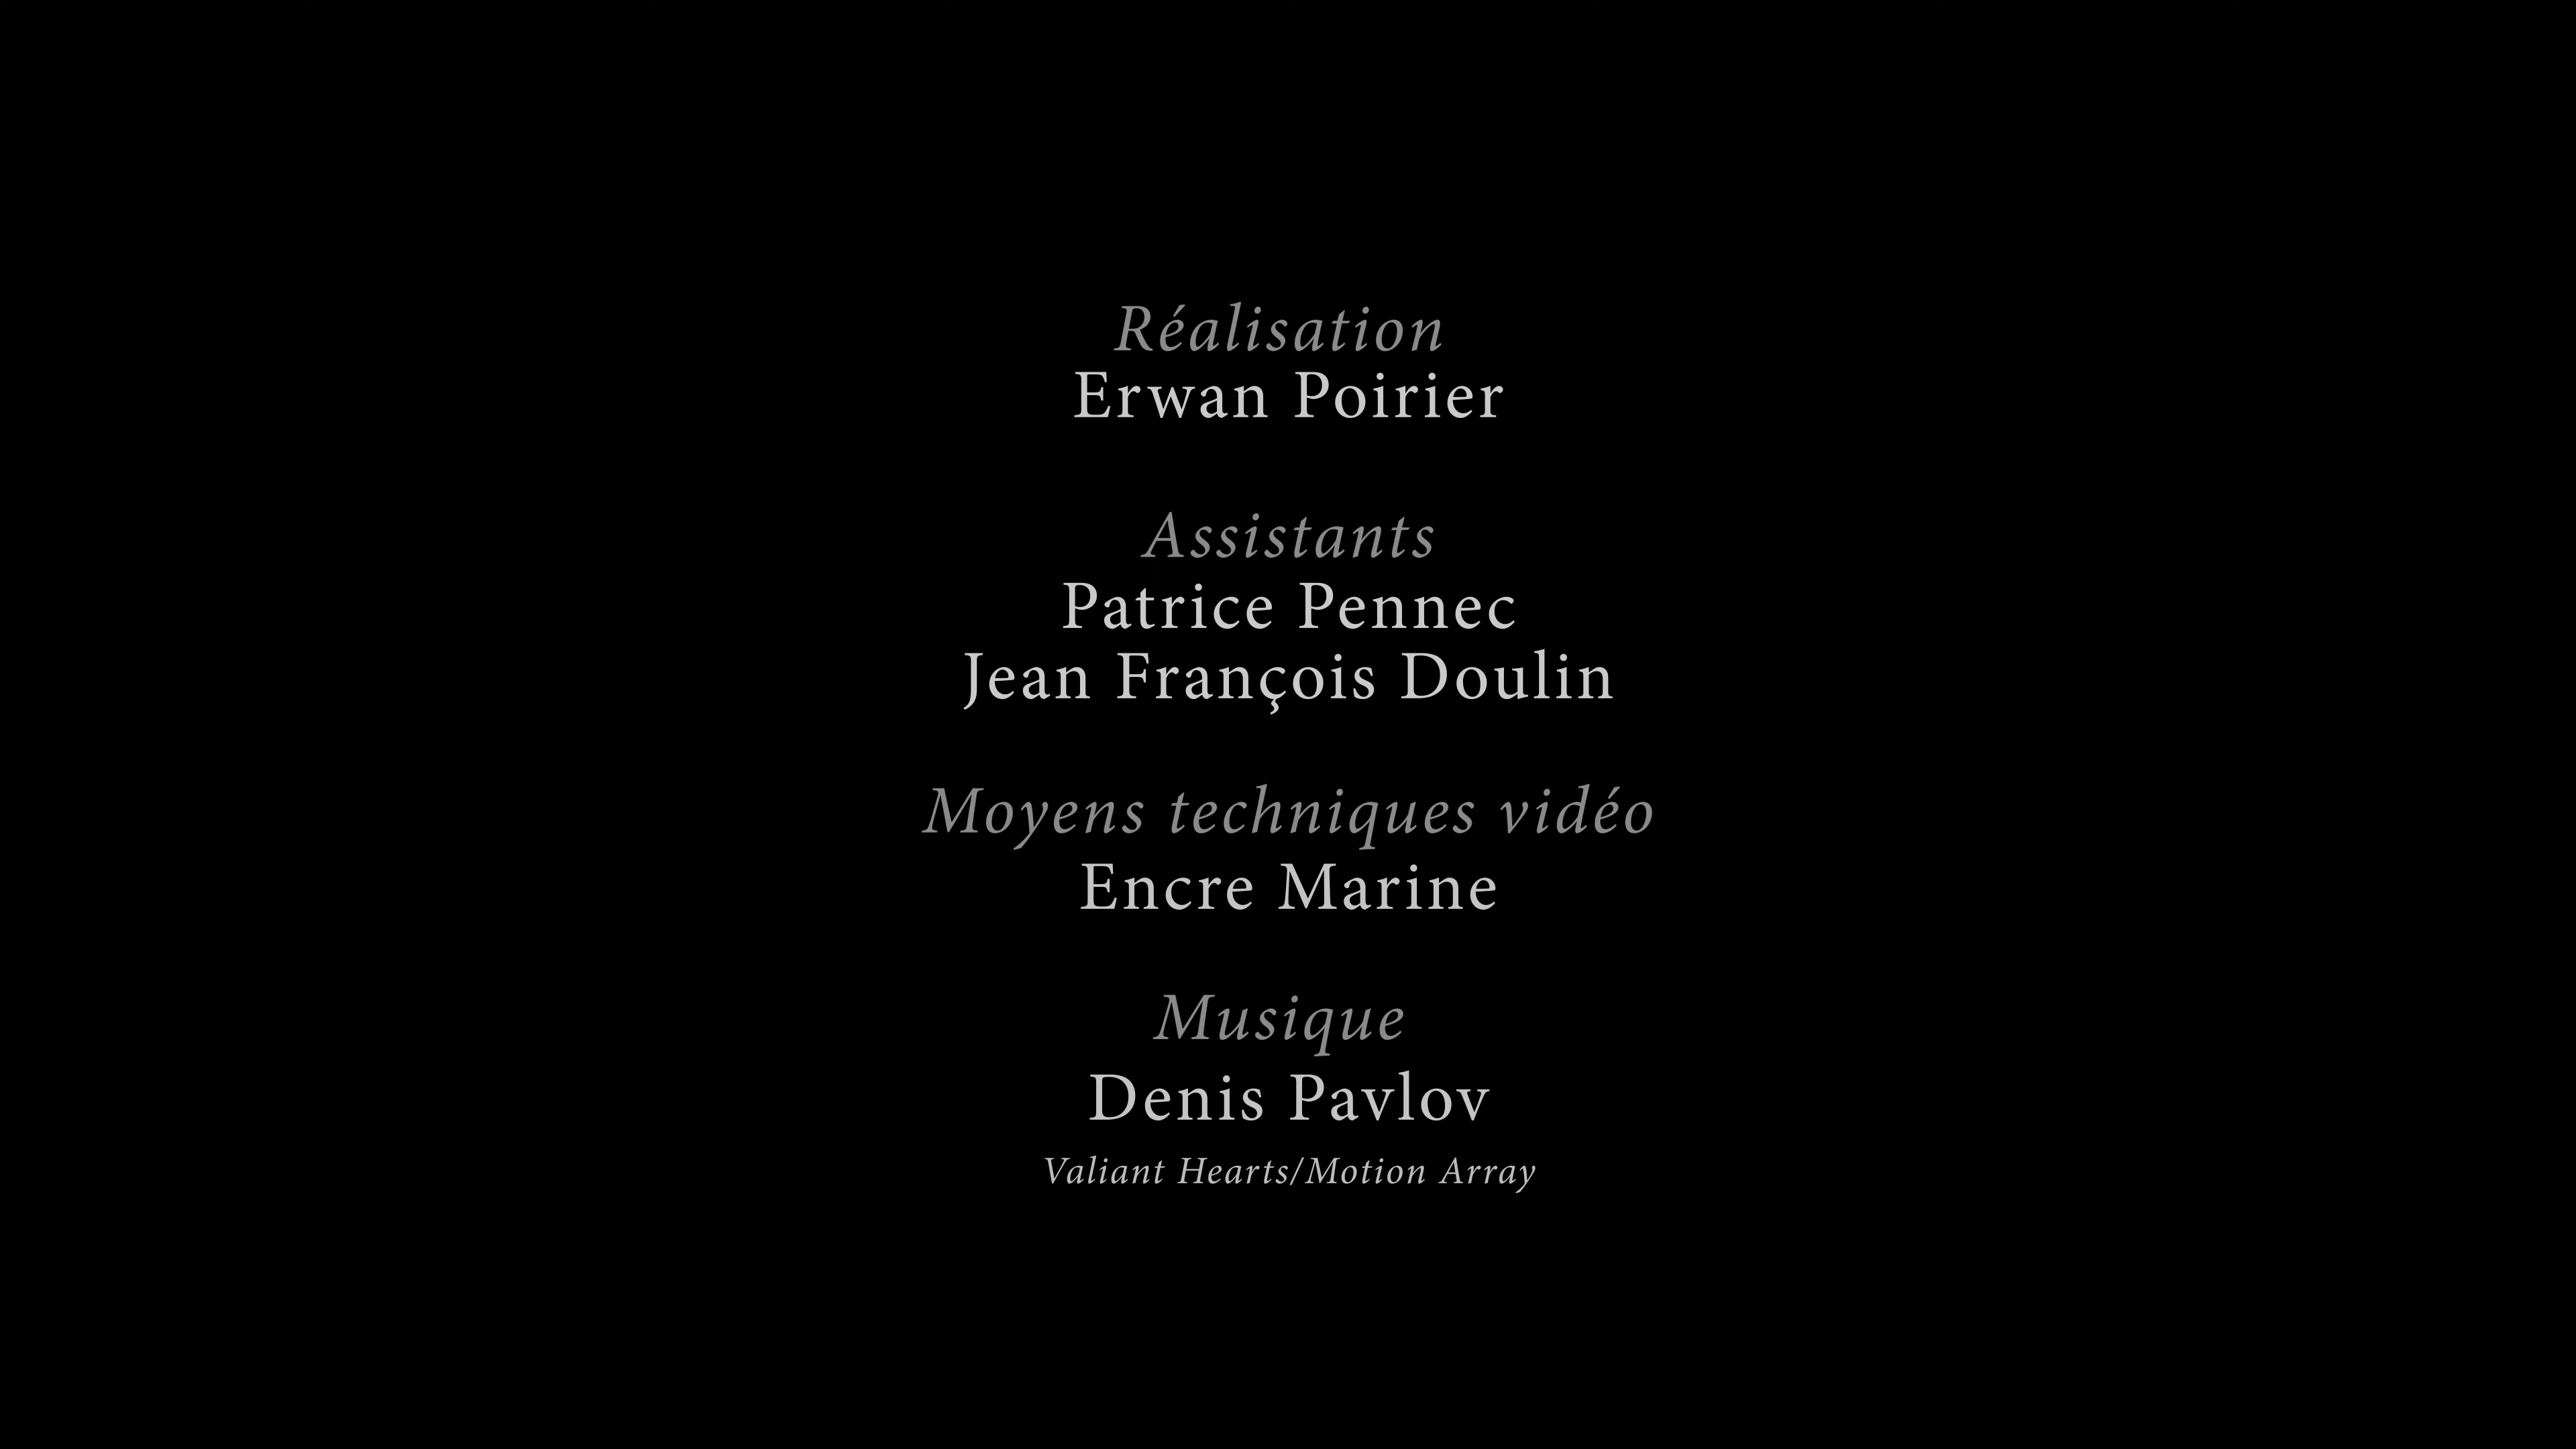 Réalisation
Erwan Poirier
Assistants
Patrice Pennec
Jean François Doulin
Moyens techniques vidéo
Encre Marine
Musique
Denis Pavlov
Valiant Hearts/Motion Array